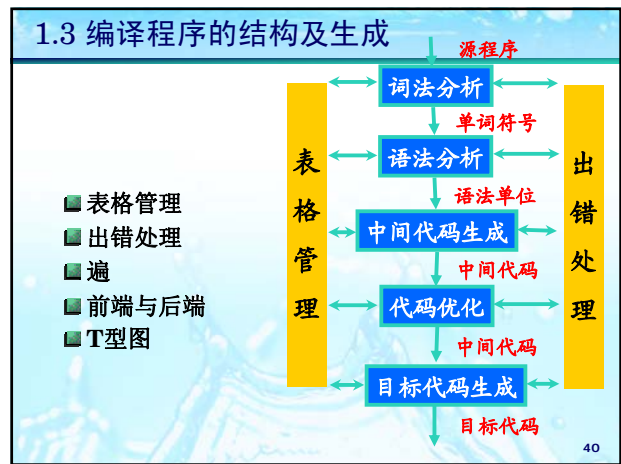 1.3 编译程序的结构及生成
表格管理
出错处理
遍
前端与后端
T型图
源程序
词法分析
单词符号
语法分析
语法单位
中间代码生成
中间代码
代码优化
中间代码
目标代码生成
目标代码
表格管理
出错处理
40